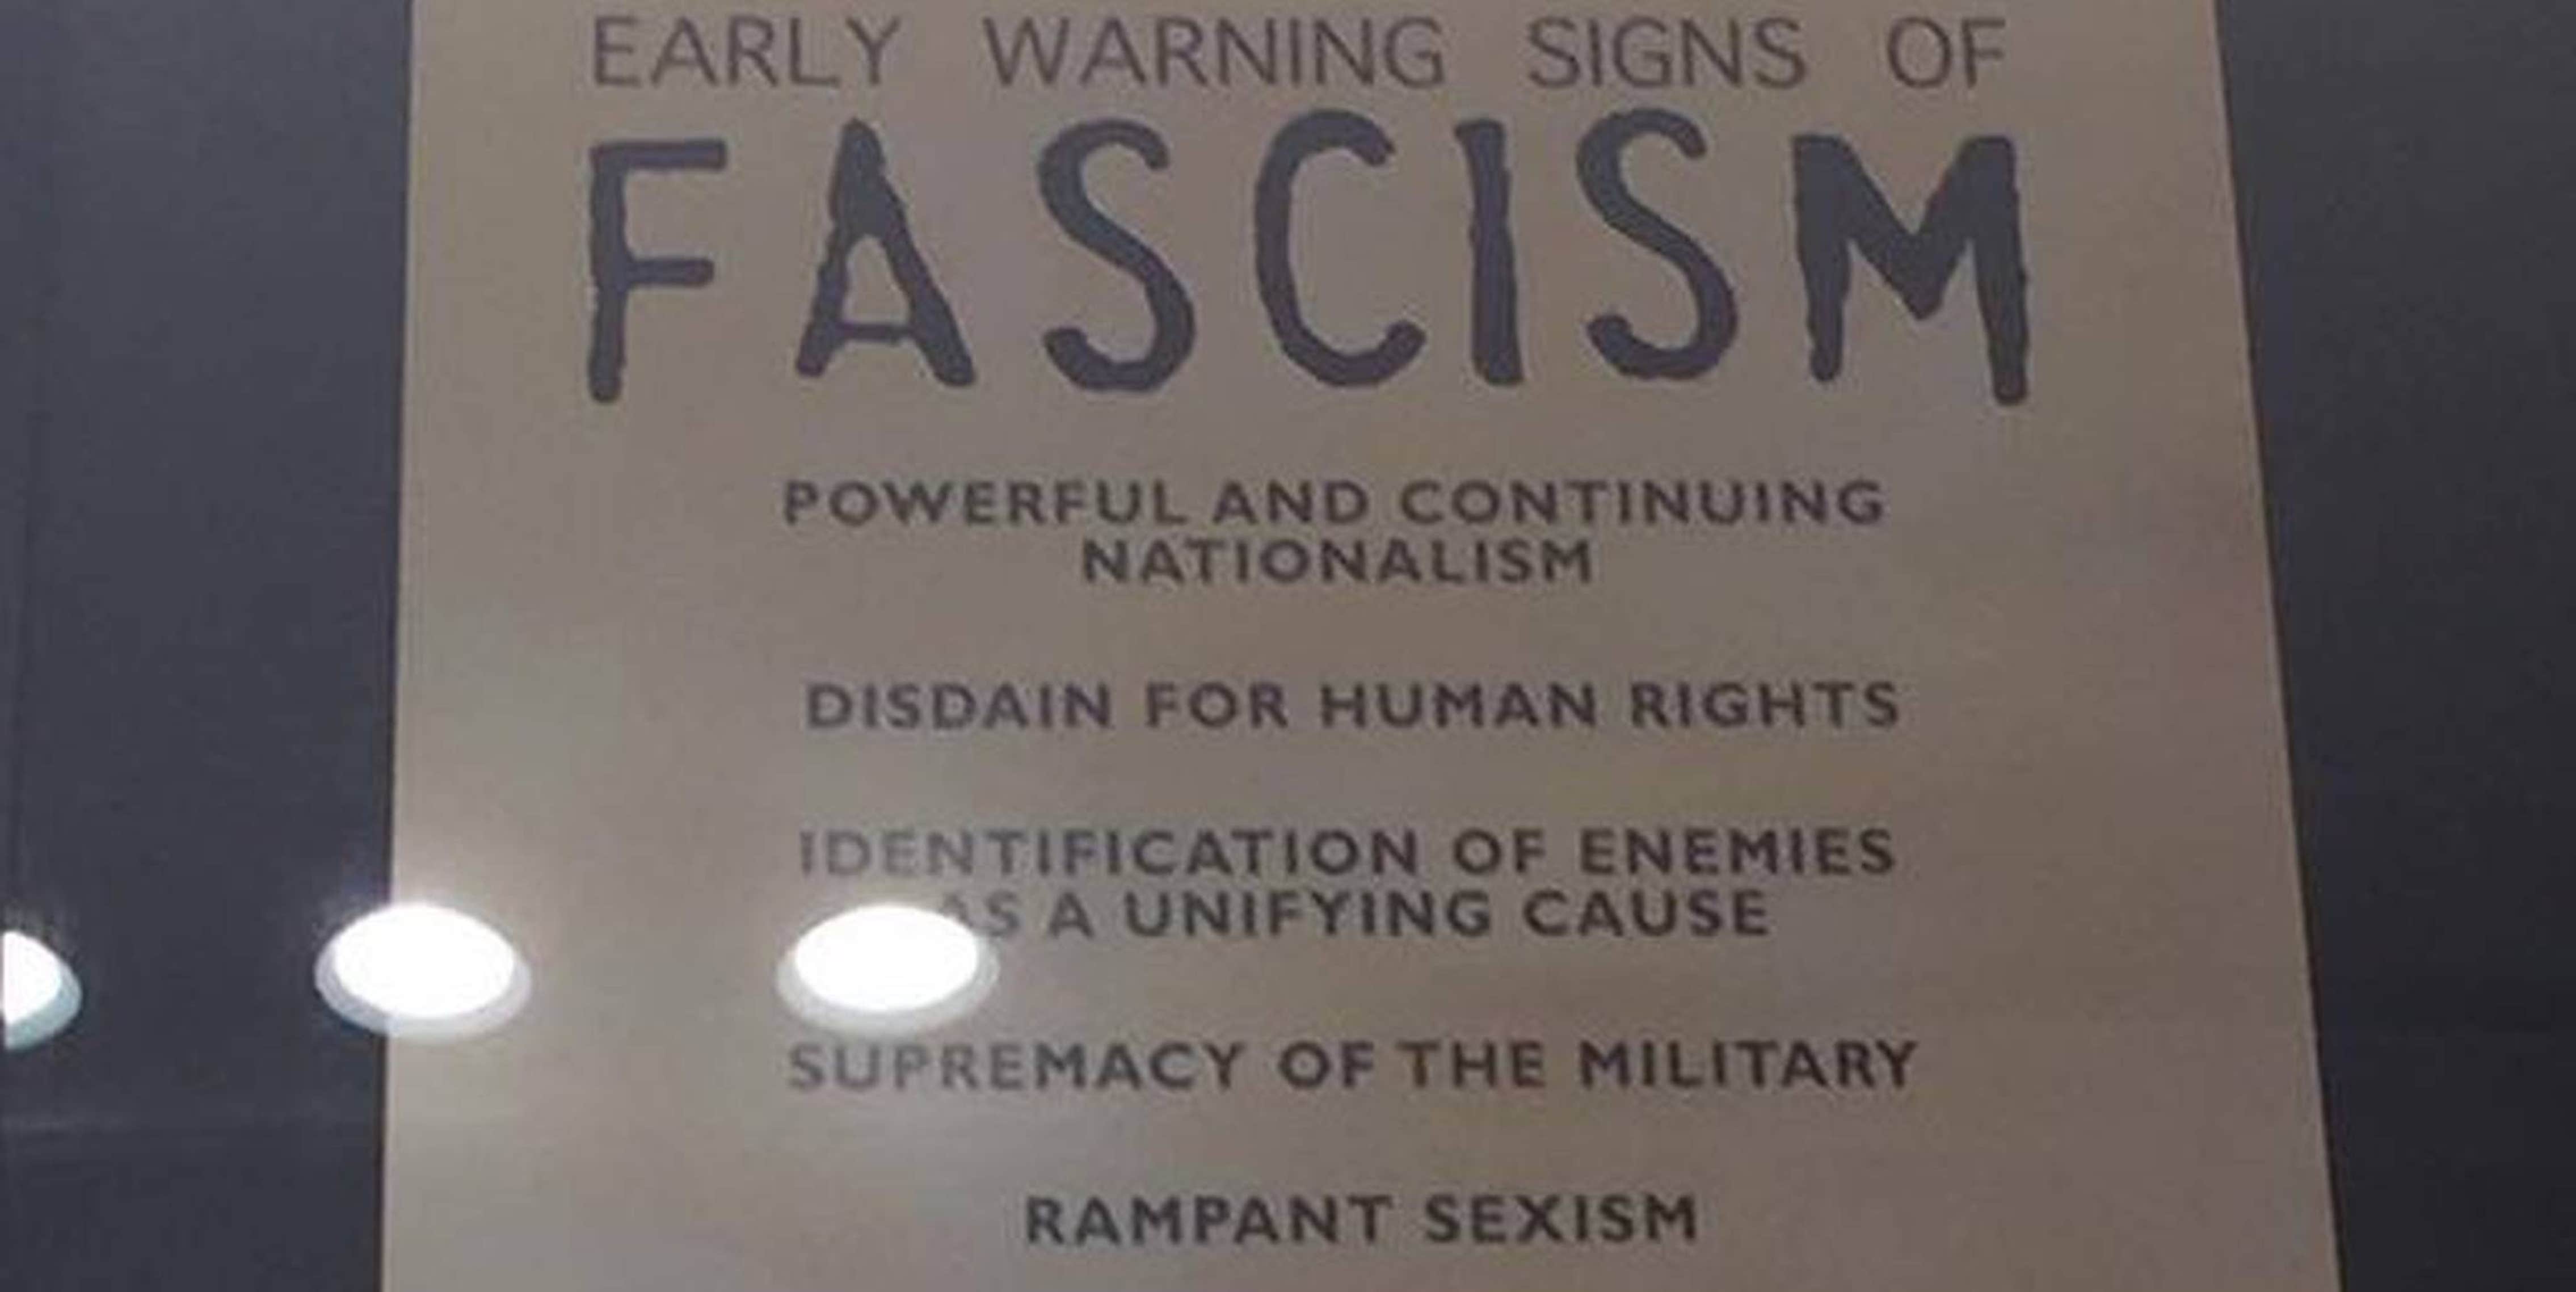 EARLY WARNING SIGNS OF
FASCISM
POWERFUL AND CONTINUING
NATIONALISM
DISDAIN FOR HUMAN RIGHTS
IDENTIFICATION OF ENEMIES
AS A UNIFYING CAUSE
SUPREMACY OF THE MILITARY
RAMPANT SEXISM